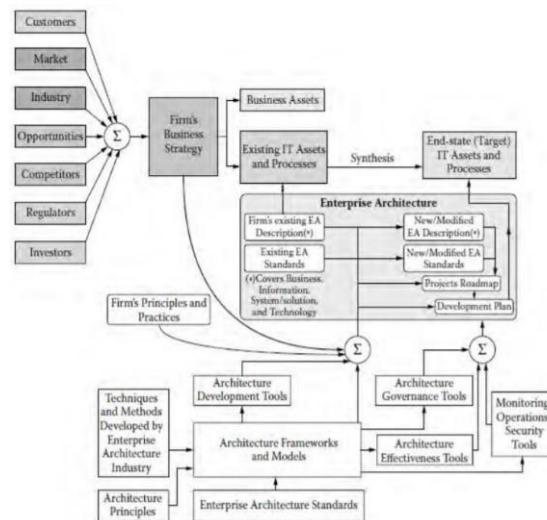 Customers
Market
Industry
Opportunities
Competitors
Regulators
Investors
Σ
Firm's
Business
Strategy
Business Assets
Existing IT Assets
and Processes
Synthesis
End-state (Target)
IT Assets and
Processes
Enterprise Architecture
Firm's existing EA
Description(•)
New/Modified
EA Description(•)
Existing EA
Standards
New/Modified EA
Standards
(•)Covers Business,
Information,
System/solution,
and Technology
Projects Roadmap
Development Plan
Firm's Principles and
Practices
Σ
Σ
Techniques
and Methods
Developed by
Enterprise
Architecture
Industry
Architecture
Development Tools
Architecture
Governance Tools
Monitoring
Operations
Security
Tools
Architecture Frameworks
and Models
Architecture
Effectiveness Tools
Architecture
Principles
Enterprise Architecture Standards